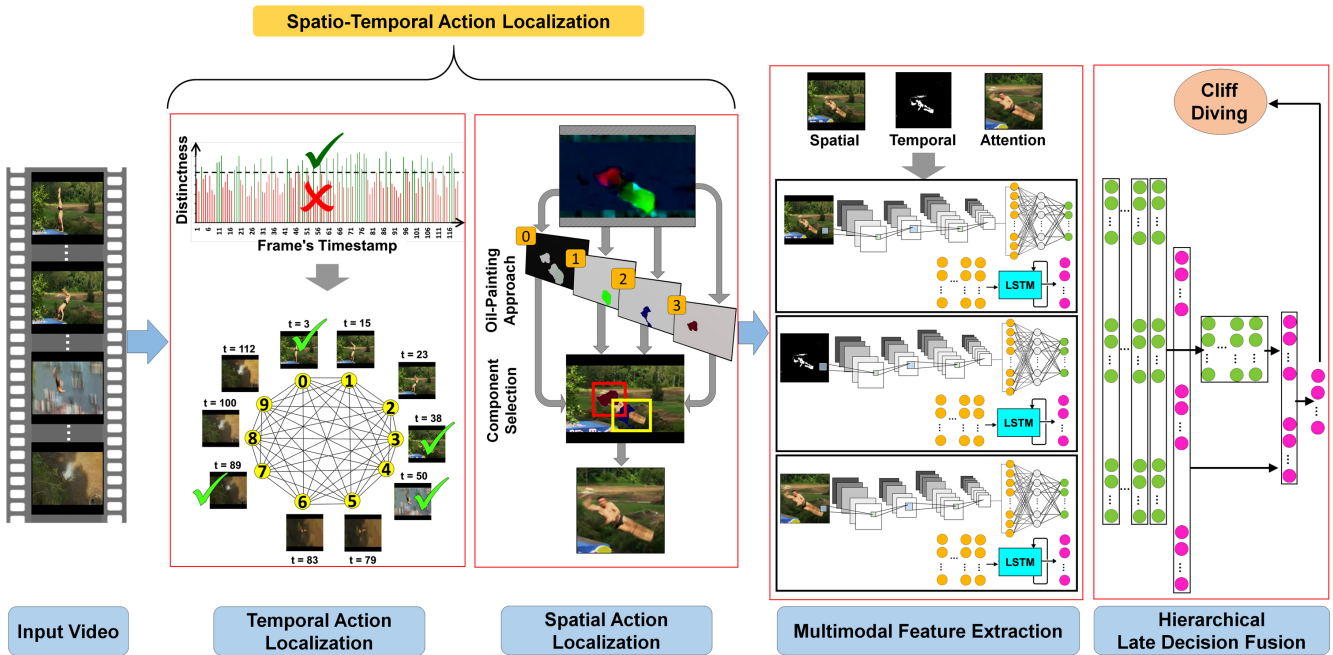 Spatio-Temporal Action Localization
Distinctness
1 6 11 16 21 26 31 36 41 46 51 56 61 66 71 76 81 86 91 96 101 106 111 116
Frame's Timestamp
t = 3
t = 15
t = 112
t = 23
t = 100
t = 38
t = 89
t = 50
t = 83
t = 79
0
1
2
3
4
5
6
7
8
9
Oil-Painting
Approach
0
1
2
3
Component
Selection
Spatial
Temporal
Attention
LSTM
LSTM
LSTM
Cliff
Diving
Input Video
Temporal Action
Localization
Spatial Action
Localization
Multimodal Feature Extraction
Hierarchical
Late Decision Fusion